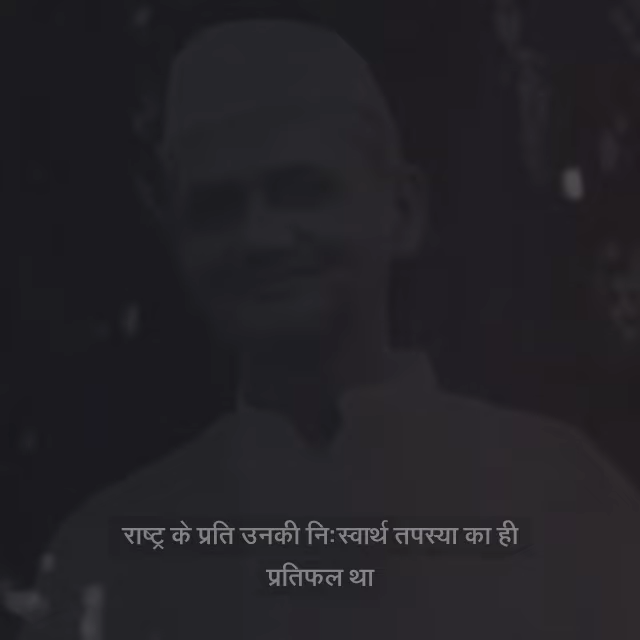 राष्ट्र के प्रति उनकी निःस्वार्थ तपस्या का ही
प्रतिफल था